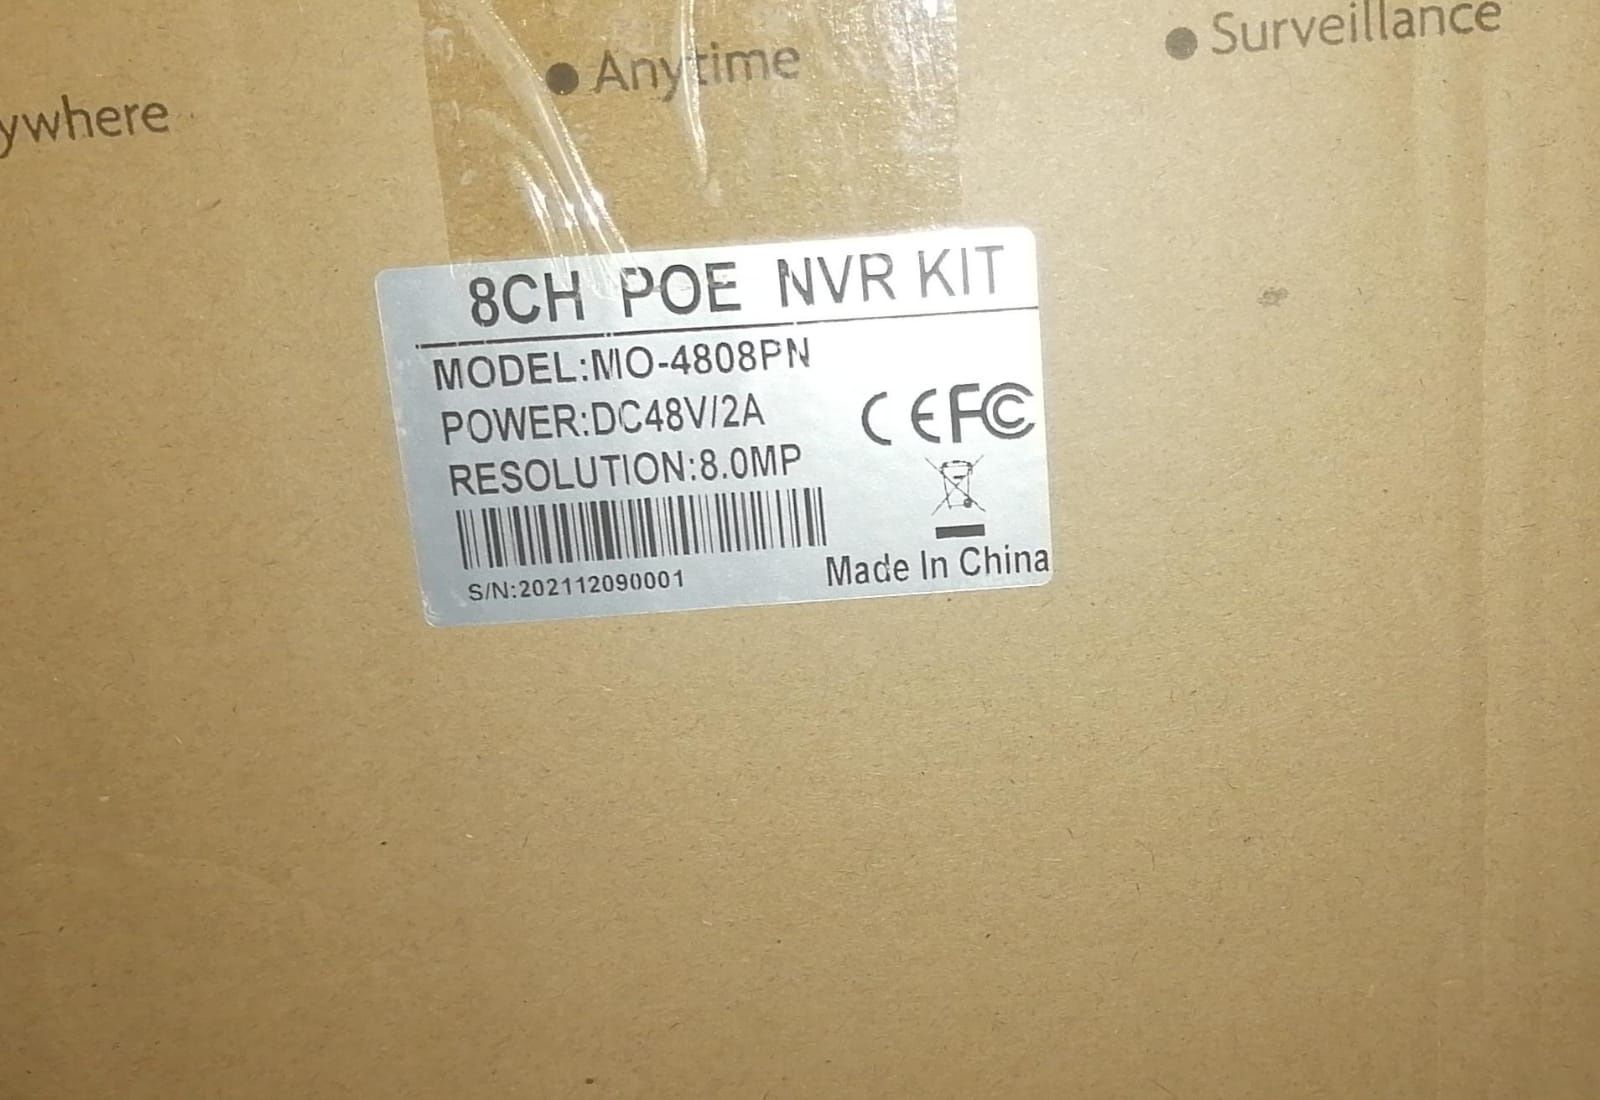 ywhere
● Anytime
● Surveillance
8CH POE NVR KIT
MODEL:MO-4808PN
POWER:DC48V/2A
RESOLUTION:8.0MP
CE FC
S/N:202112090001
Made In China